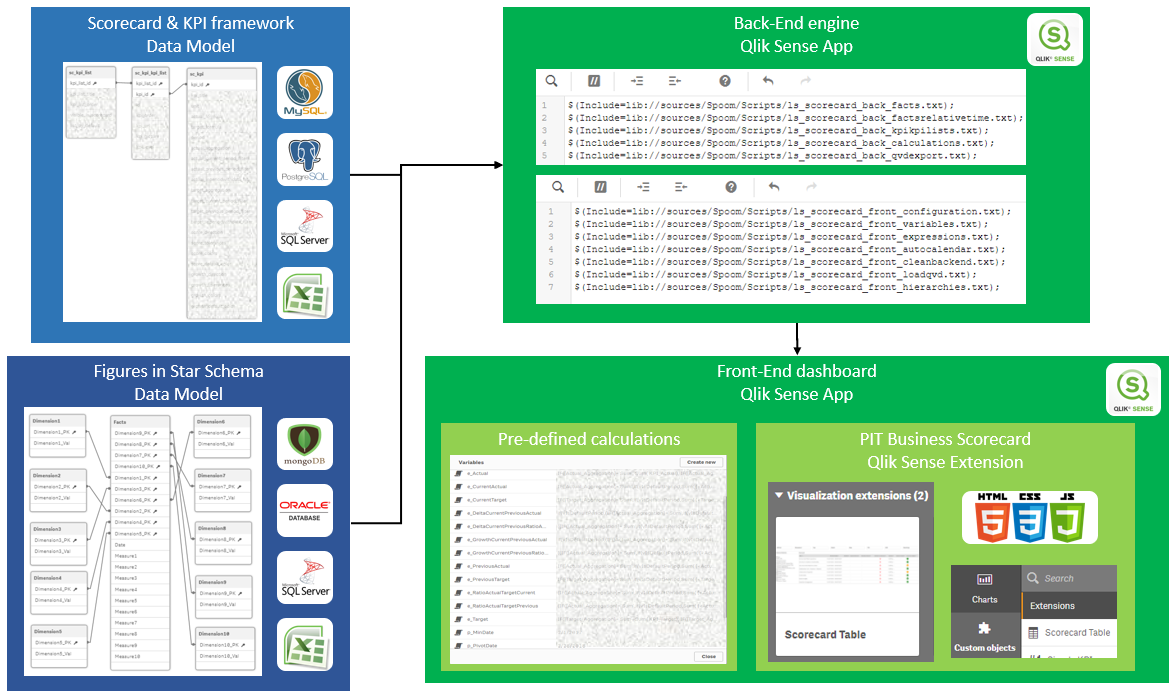 Scorecard & KPI framework
Data Model
sc_kpi_list
kpi_list_id
sc_kpi_kpi_list
kpi_list_id
kpi_id
sc_kpi
kpi_id
MySQL
PostgreSQL
Microsoft
SQL Server
Figures in Star Schema
Data Model
Dimension1
Dimension1_PK
Dimension1_Val
Dimension2
Dimension2_PK
Dimension2_Val
Dimension3
Dimension3_PK
Dimension3_Val
Dimension4
Dimension4_PK
Dimension4_Val
Dimension5
Dimension5_PK
Dimension5_Val
Facts
Dimension9_PK
Dimension8_PK
Dimension7_PK
Dimension10_PK
Dimension1_PK
Date
Measure1
Measure2
Measure3
Measure4
Measure5
Measure6
Measure7
Measure8
Measure9
Measure10
Dimension6
Dimension6_PK
Dimension6_Val
Dimension7
Dimension7_PK
Dimension7_Val
Dimension8
Dimension8_PK
Dimension8_Val
Dimension9
Dimension9_PK
Dimension9_Val
Dimension10
Dimension10_PK
Dimension10_Val
mongoDB
ORACLE
DATABASE
Microsoft
SQL Server
Back-End engine
Qlik Sense App
QLIK® SENSE
1 $(Include=lib://sources/Spoom/Scripts/ls_scorecard_back_facts.txt);
2 $(Include=lib://sources/Spoom/Scripts/ls_scorecard_back_factsrelativetime.txt);
3 $(Include=lib://sources/Spoom/Scripts/ls_scorecard_back_kpikpilists.txt);
4 $(Include=lib://sources/Spoom/Scripts/ls_scorecard_back_calculations.txt);
5 $(Include=lib://sources/Spoom/Scripts/ls_scorecard_back_qvdexport.txt);
1 $(Include=lib://sources/Spoom/Scripts/ls_scorecard_front_configuration.txt);
2 $(Include=lib://sources/Spoom/Scripts/ls_scorecard_front_variables.txt);
3 $(Include=lib://sources/Spoom/Scripts/ls_scorecard_front_expressions.txt);
4 $(Include=lib://sources/Spoom/Scripts/ls_scorecard_front_autocalendar.txt);
5 $(Include=lib://sources/Spoom/Scripts/ls_scorecard_front_cleanbackend.txt);
6 $(Include=lib://sources/Spoom/Scripts/ls_scorecard_front_loadqvd.txt);
7 $(Include=lib://sources/Spoom/Scripts/ls_scorecard_front_hierarchies.txt);
Front-End dashboard
Qlik Sense App
QLIK® SENSE
Pre-defined calculations
Variables
Create new
e_Actual
e_CurrentActual
e_CurrentTarget
e_DeltaCurrentPreviousActual
e_DeltaCurrentPreviousRatioA...
e_GrowthCurrentPreviousActual
e_GrowthCurrentPreviousRatio...
e_PreviousActual
e_PreviousTarget
e_RatioActualTargetCurrent
e_RatioActualTargetPrevious
e_Target
p_MinDate
p_PivotDate
Close
PIT Business Scorecard
Qlik Sense Extension
Visualization extensions (2)
Scorecard Table
HTML CSS JS
5 3
Charts
Custom objects
Search
Extensions
Scorecard Table